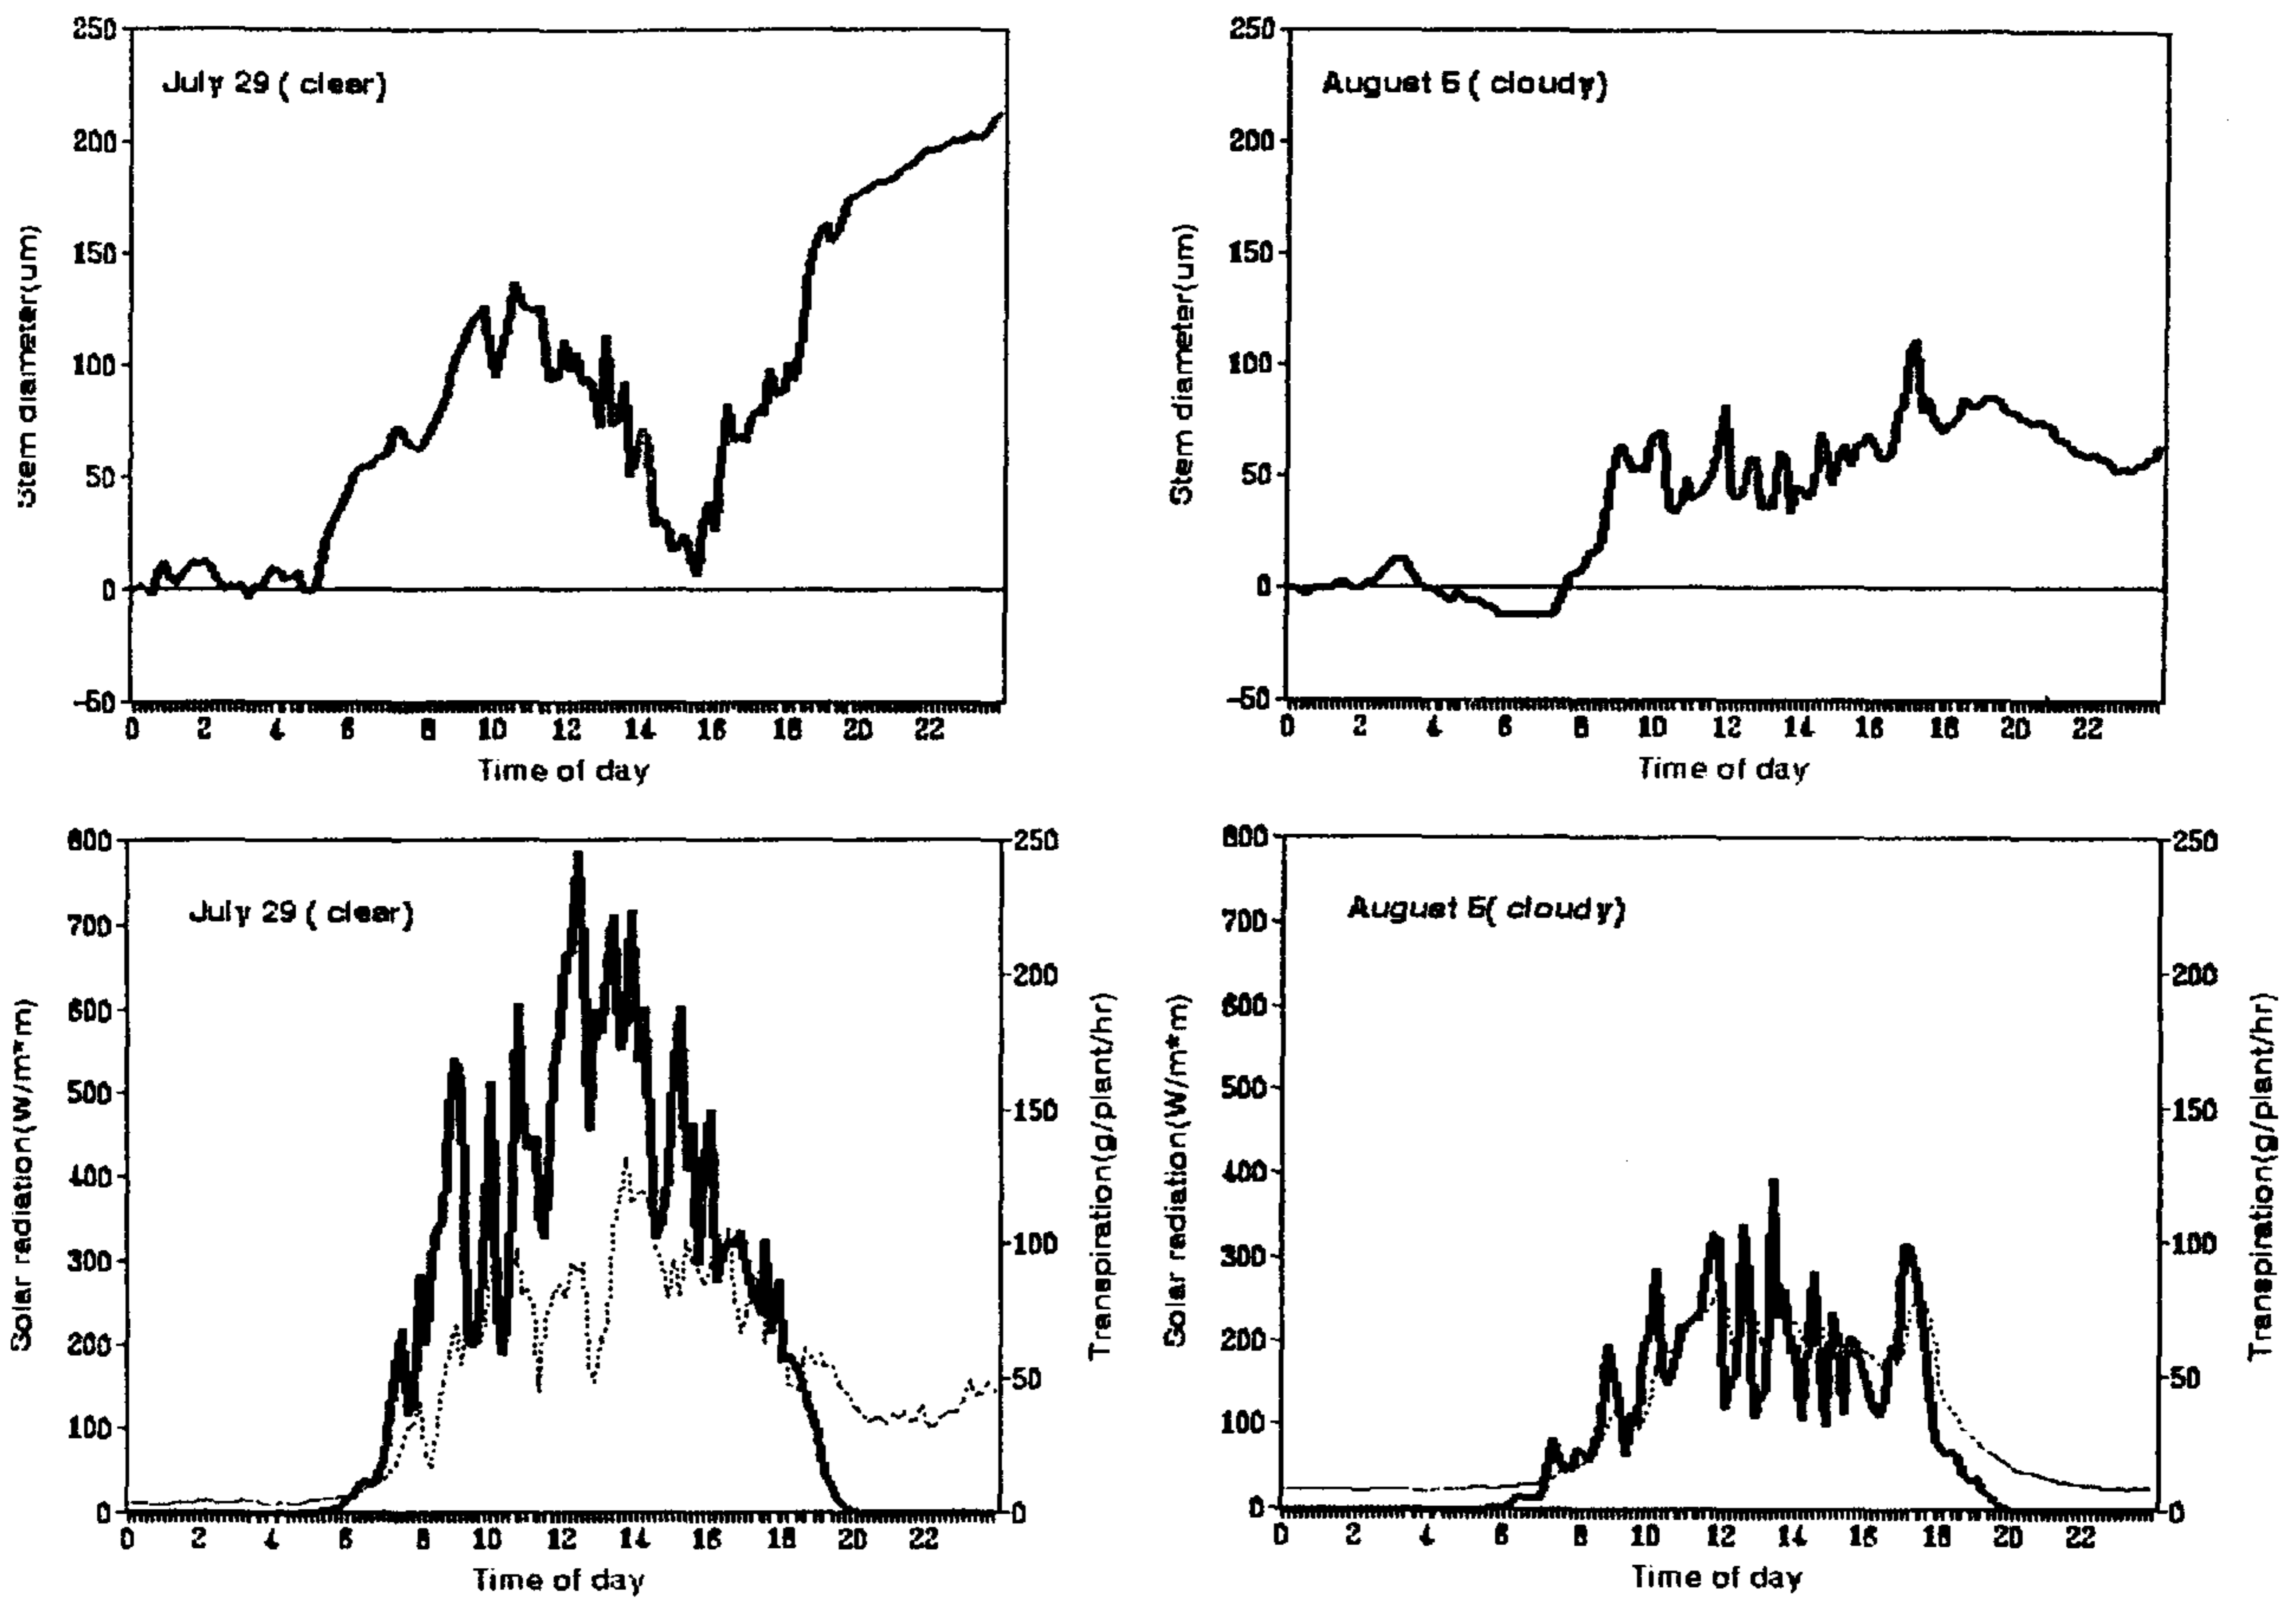 July 29 ( clear)
Stem diameter(um)
250
200
150
100
50
0
-50
0 2 4 6 8 10 12 14 16 18 20 22
Time of day
August 5 ( cloudy)
Stem diameter(um)
250
200
150
100
50
0
-50
0 2 4 6 8 10 12 14 16 18 20 22
Time of day
July 29 ( clear)
Solar radiation(W/m*m)
800
700
600
500
400
300
200
100
0
Transpiration(g/plant/hr)
250
200
150
100
50
0
0 2 4 6 8 10 12 14 16 18 20 22
Time of day
August 5( cloudy)
Solar radiation(W/m*m)
800
700
600
500
400
300
200
100
0
Transpiration(g/plant/hr)
250
200
150
100
50
0
0 2 4 6 8 10 12 14 16 18 20 22
Time of day